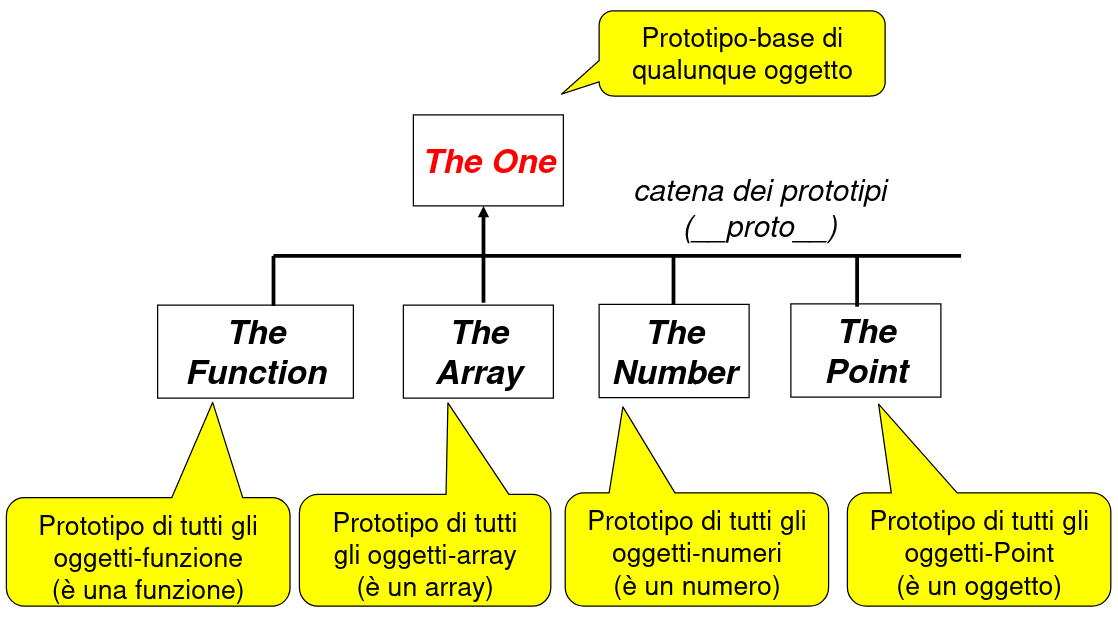 Prototipo-base di
qualunque oggetto
The One
catena dei prototipi
(__proto__)
The
Function
The
Array
The
Number
The
Point
Prototipo di tutti gli
oggetti-funzione
(è una funzione)
Prototipo di tutti
gli oggetti-array
(è un array)
Prototipo di tutti gli
oggetti-numeri
(è un numero)
Prototipo di tutti gli
oggetti-Point
(è un oggetto)